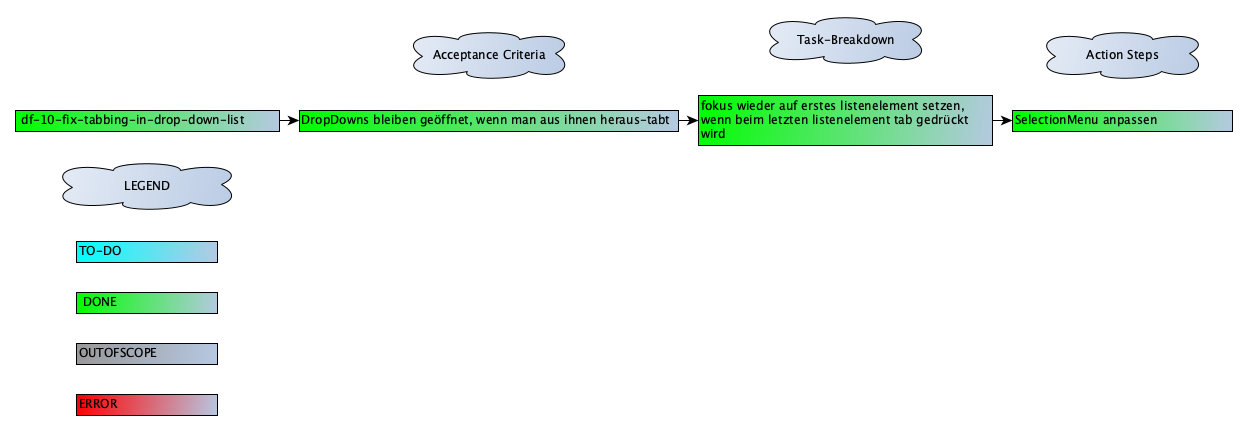 Acceptance Criteria
Task-Breakdown
Action Steps
df-10-fix-tabbing-in-drop-down-list
DropDowns bleiben geöffnet, wenn man aus ihnen heraus-tabt
fokus wieder auf erstes listenelement setzen,
wenn beim letzten listenelement tab gedrückt
wird
SelectionMenu anpassen
LEGEND
TO-DO
DONE
OUTOFSCOPE
ERROR